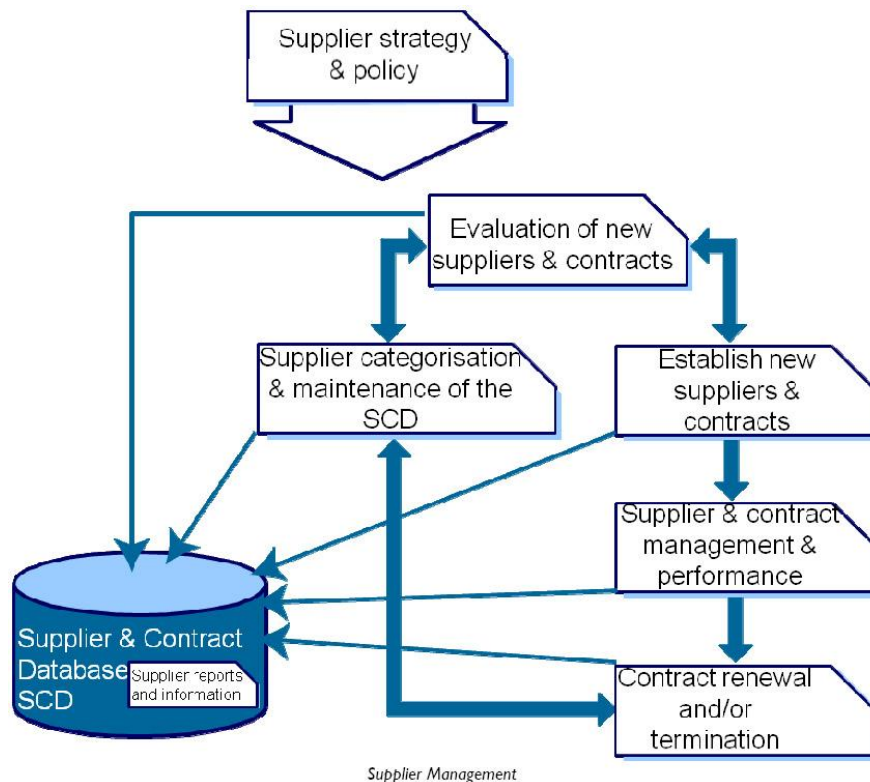 Supplier strategy
& policy
Evaluation of new
suppliers & contracts
Supplier categorisation
& maintenance of the
SCD
Establish new
suppliers &
contracts
Supplier & contract
management &
performance
Supplier & Contract
Database
SCD
Supplier reports
and information
Contract renewal
and/or
termination
Supplier Management